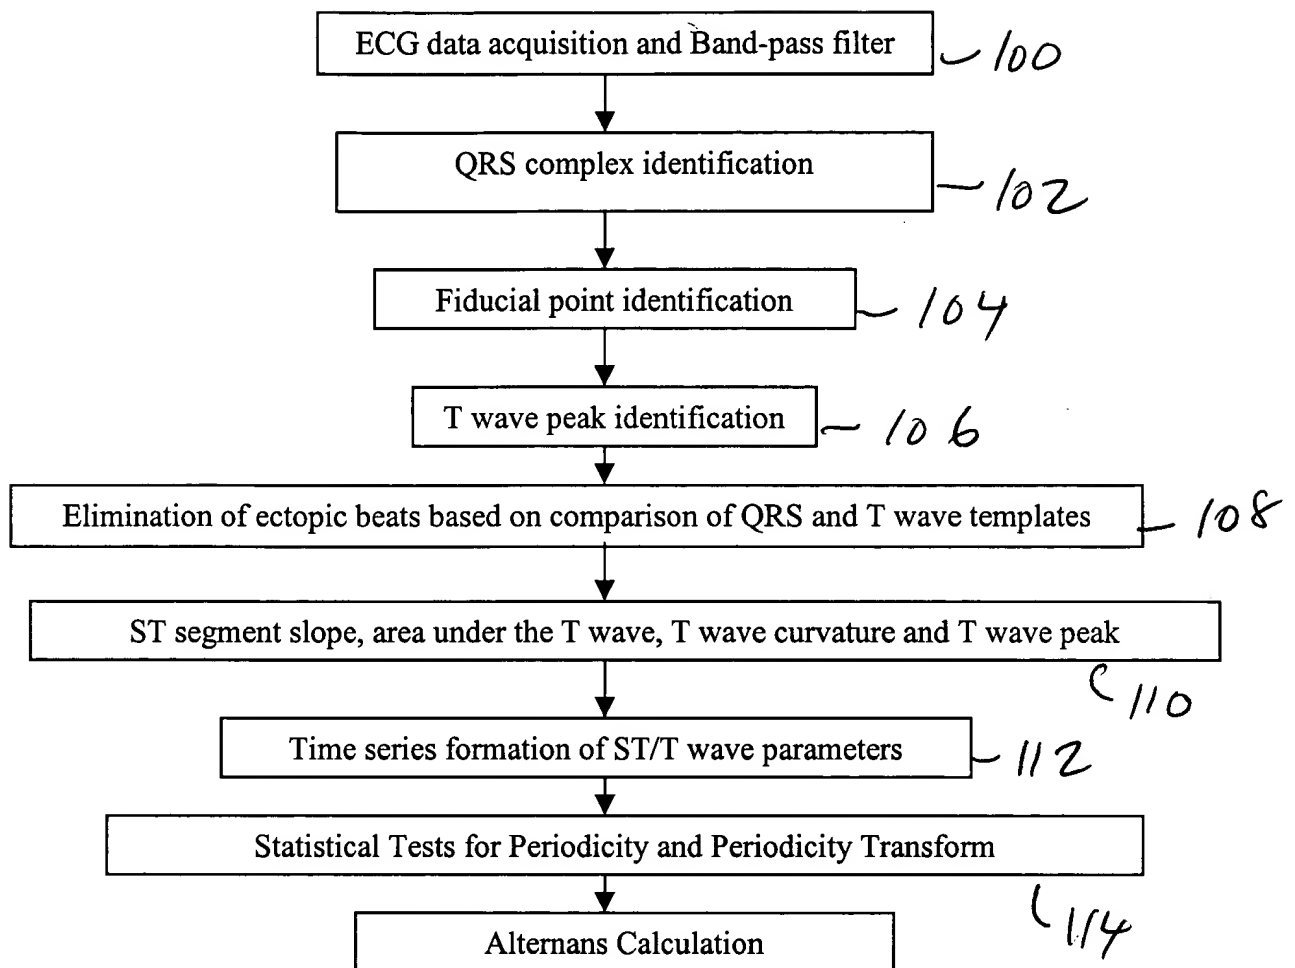 ECG data acquisition and Band-pass filter
100
QRS complex identification
102
Fiducial point identification
104
T wave peak identification
106
Elimination of ectopic beats based on comparison of QRS and T wave templates
108
ST segment slope, area under the T wave, T wave curvature and T wave peak
110
Time series formation of ST/T wave parameters
112
Statistical Tests for Periodicity and Periodicity Transform
114
Alternans Calculation